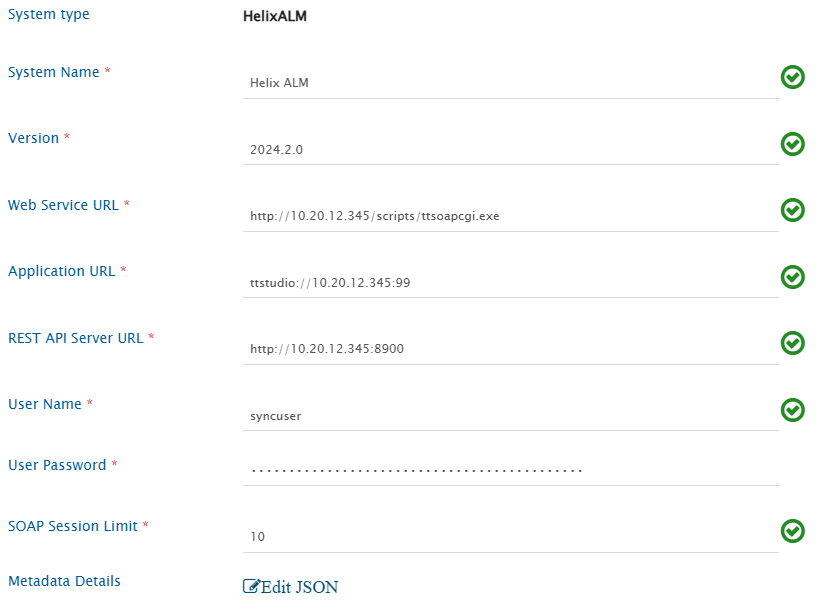 System type HelixALM
System Name * Helix ALM
Version * 2024.2.0
Web Service URL * http://10.20.12.345/scripts/ttsoapcgi.exe
Application URL * ttstudio://10.20.12.345:99
REST API Server URL * http://10.20.12.345:8900
User Name * syncuser
User Password * ............................................
SOAP Session Limit * 10
Metadata Details Edit JSON